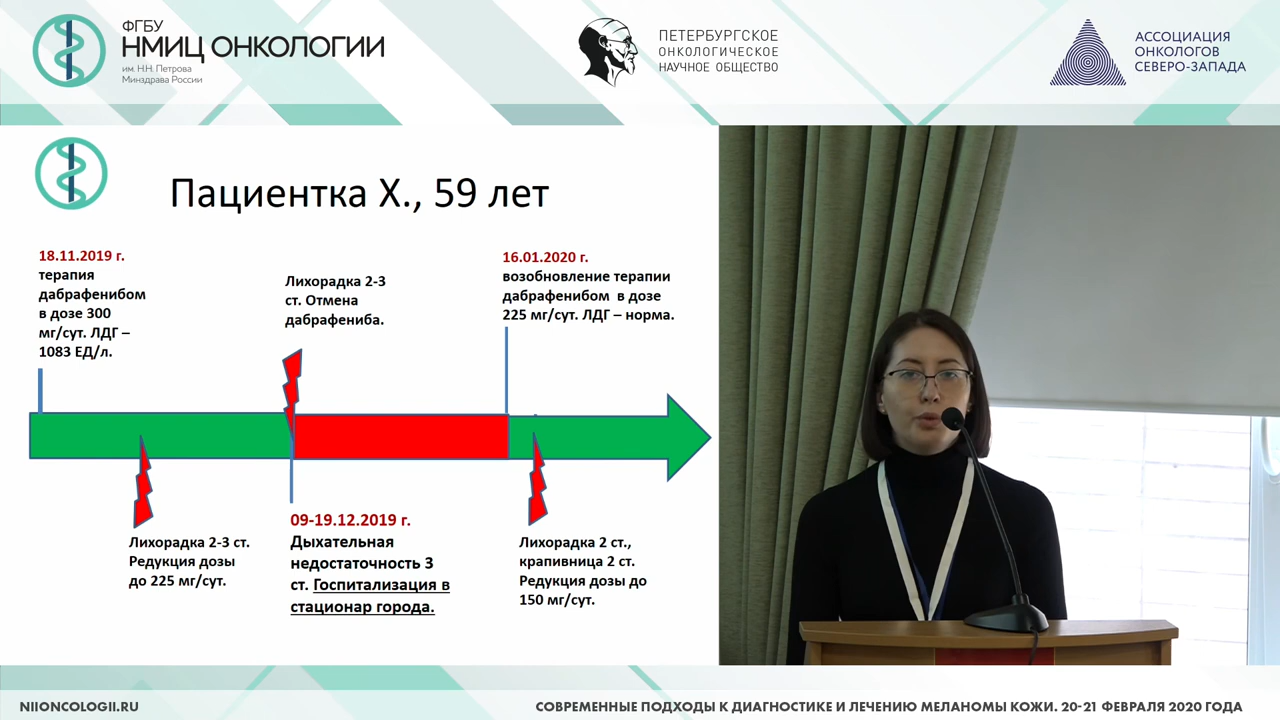 ФГБУ
НМИЦ ОНКОЛОГИИ
им. Н.Н. Петрова
Минздрава России
ПЕТЕРБУРГСКОЕ
ОНКОЛОГИЧЕСКОЕ
НАУЧНОЕ ОБЩЕСТВО
АССОЦИАЦИЯ
ОНКОЛОГОВ
СЕВЕРО-ЗАПАДА
Пациентка Х., 59 лет
18.11.2019 г.
терапия
дабрафенибом
в дозе 300
мг/сут. ЛДГ –
1083 ЕД/л.
Лихорадка 2-3
ст. Отмена
дабрафениба.
16.01.2020 г.
возобновление терапии
дабрафенибом в дозе
225 мг/сут. ЛДГ – норма.
Лихорадка 2-3 ст.
Редукция дозы
до 225 мг/сут.
09-19.12.2019 г.
Дыхательная
недостаточность 3
ст. Госпитализация в
стационар города.
Лихорадка 2 ст.,
крапивница 2 ст.
Редукция дозы до
150 мг/сут.
NIIONCOLOGII.RU
СОВРЕМЕННЫЕ ПОДХОДЫ К ДИАГНОСТИКЕ И ЛЕЧЕНИЮ МЕЛАНОМЫ КОЖИ. 20-21 ФЕВРАЛЯ 2020 ГОДА